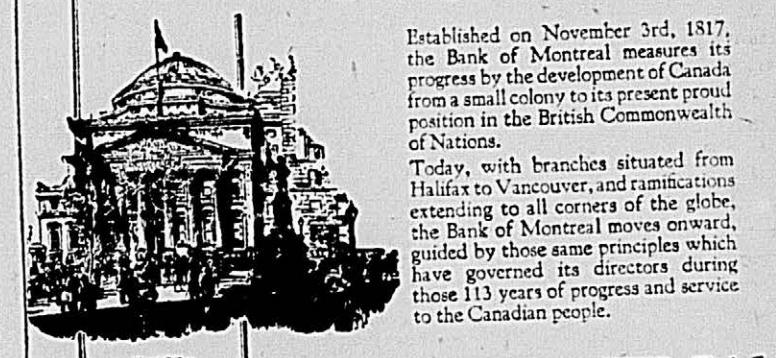 Established on November 3rd, 1817,
the Bank of Montreal measures its
progress by the development of Canada
from a small colony to its present proud
position in the British Commonwealth
of Nations.
Today, with branches situated from
Halifax to Vancouver, and ramifications
extending to all corners of the globe,
the Bank of Montreal moves onward,
guided by those same principles which
have governed its directors during
those 113 years of progress and service
to the Canadian people.